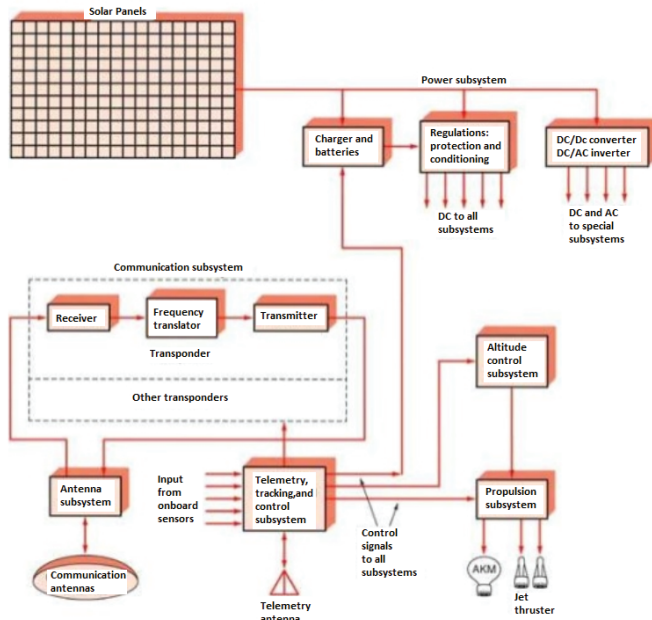 Solar Panels
Power subsystem
Charger and
batteries
Regulations:
protection and
conditioning
DC/Dc converter
DC/AC inverter
DC to all
subsystems
DC and AC
to special
subsystems
Communication subsystem
Receiver
Frequency
translator
Transmitter
Transponder
Other transponders
Altitude
control
subsystem
Antenna
subsystem
Input
from
onboard
sensors
Telemetry,
tracking,and
control
subsystem
Propulsion
subsystem
Control
signals
to all
subsystems
Communication
antennas
Telemetry
antenna
AKM
Jet
thruster